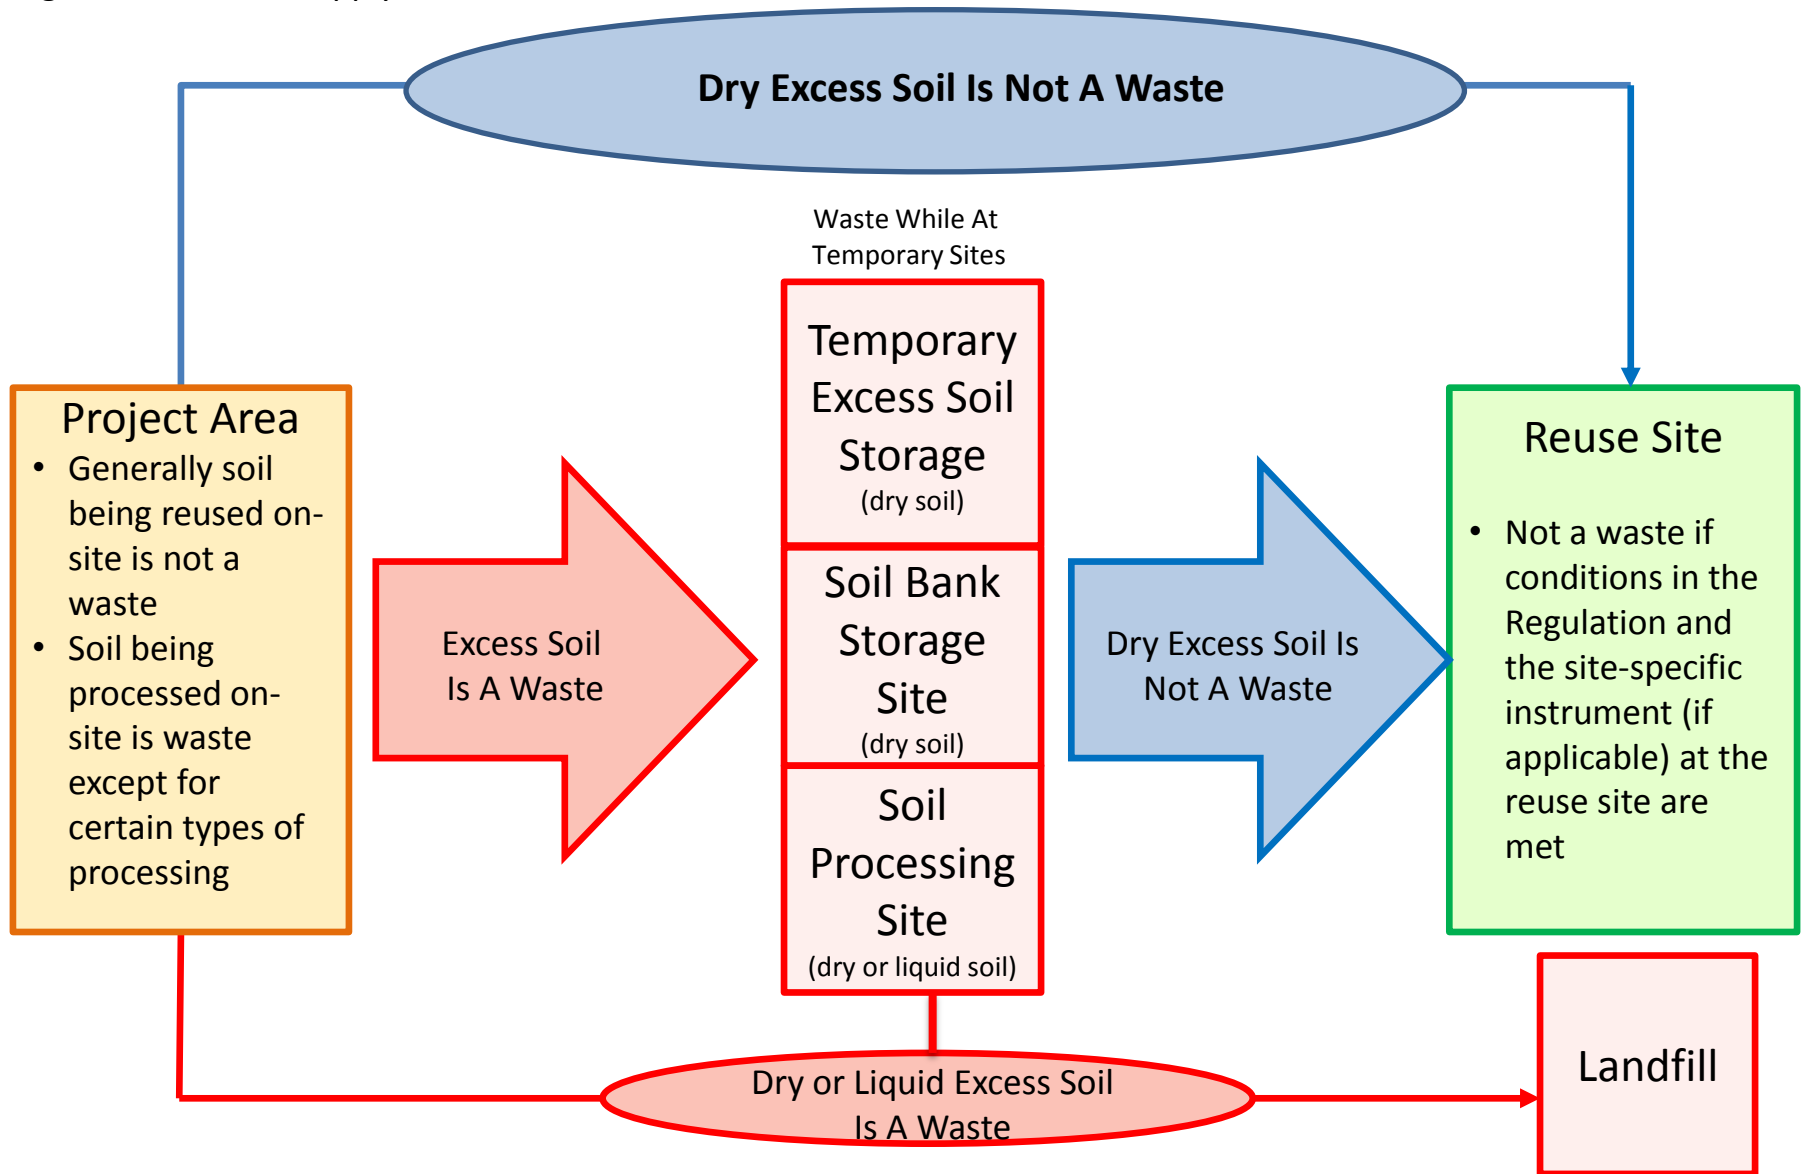 Dry Excess Soil Is Not A Waste
Waste While At
Temporary Sites
Temporary
Excess Soil
Storage
(dry soil)
Project Area
• Generally soil
being reused on-
site is not a
waste
• Soil being
processed on-
site is waste
except for
certain types of
processing
Excess Soil
Is A Waste
Soil Bank
Storage
Site
(dry soil)
Soil
Processing
Site
(dry or liquid soil)
Dry Excess Soil Is
Not A Waste
Reuse Site
• Not a waste if
conditions in the
Regulation and
the site-specific
instrument (if
applicable) at the
reuse site are
met
Dry or Liquid Excess Soil
Is A Waste
Landfill